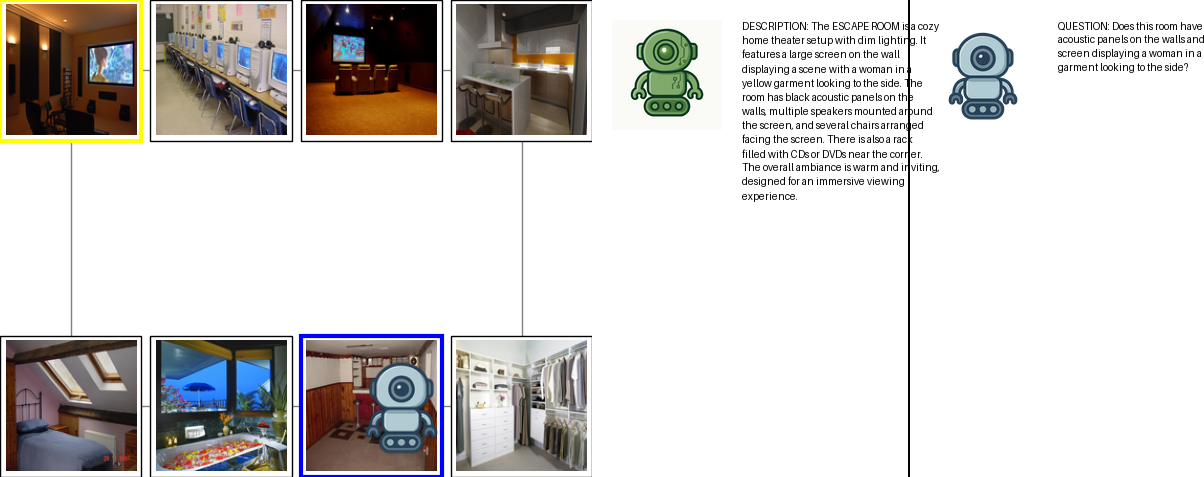 DESCRIPTION: The ESCAPE ROOM is a cozy
home theater setup with dim lighting. It
features a large screen on the wall
displaying a scene with a woman in a
yellow garment looking to the side. The
room has black acoustic panels on the
walls, multiple speakers mounted around
the screen, and several chairs arranged
facing the screen. There is also a rack
filled with CDs or DVDs near the corner.
The overall ambiance is warm and inviting,
designed for an immersive viewing
experience.
QUESTION: Does this room have
acoustic panels on the walls and
screen displaying a woman in a
garment looking to the side?